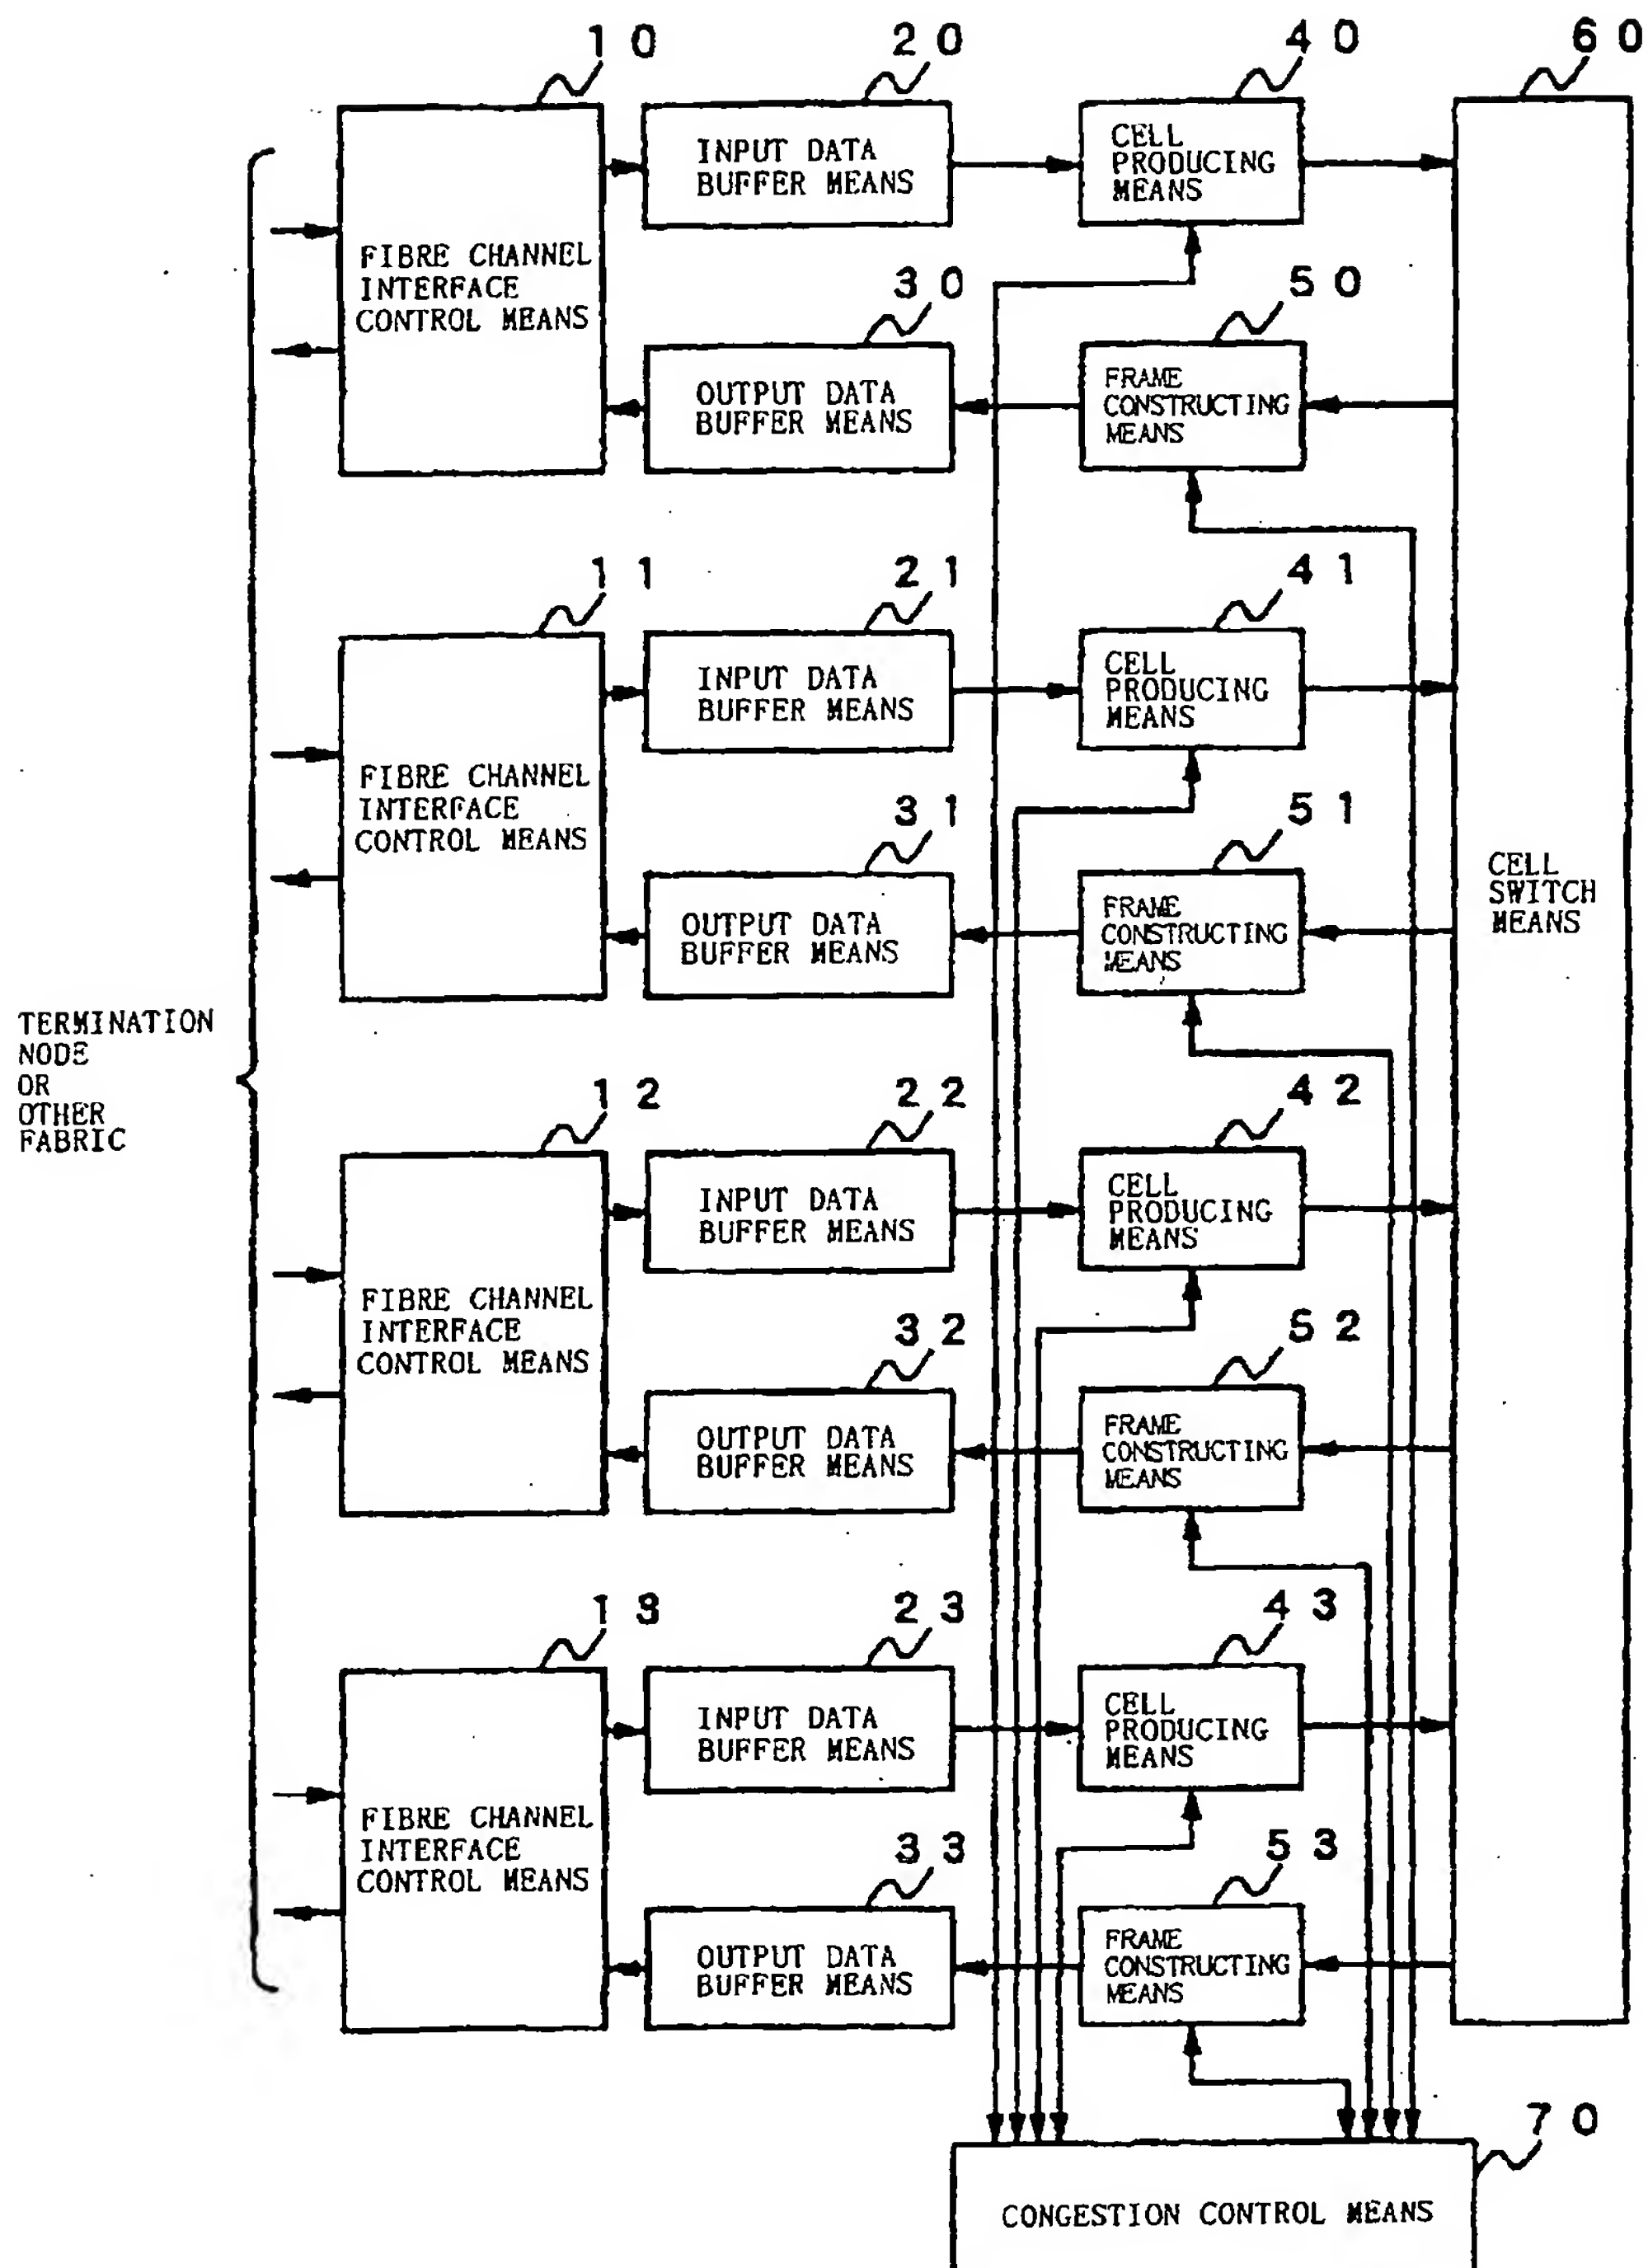 10
20
40
60
INPUT DATA
BUFFER MEANS
CELL
PRODUCING
MEANS
FIBRE CHANNEL
INTERFACE
CONTROL MEANS
30
50
OUTPUT DATA
BUFFER MEANS
FRAME
CONSTRUCTING
MEANS
11
21
41
INPUT DATA
BUFFER MEANS
CELL
PRODUCING
MEANS
FIBRE CHANNEL
INTERFACE
CONTROL MEANS
31
51
OUTPUT DATA
BUFFER MEANS
FRAME
CONSTRUCTING
MEANS
CELL
SWITCH
MEANS
TERMINATION
NODE
OR
OTHER
FABRIC
12
22
42
INPUT DATA
BUFFER MEANS
CELL
PRODUCING
MEANS
FIBRE CHANNEL
INTERFACE
CONTROL MEANS
32
52
OUTPUT DATA
BUFFER MEANS
FRAME
CONSTRUCTING
MEANS
13
23
43
INPUT DATA
BUFFER MEANS
CELL
PRODUCING
MEANS
FIBRE CHANNEL
INTERFACE
CONTROL MEANS
33
53
OUTPUT DATA
BUFFER MEANS
FRAME
CONSTRUCTING
MEANS
70
CONGESTION CONTROL MEANS